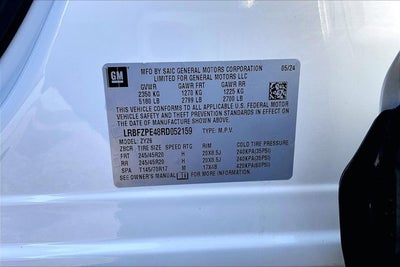 GM
MFD BY SAIC GENERAL MOTORS CORPORATION 05/24
LIMITED FOR GENERAL MOTORS LLC
GVWR GAWR FR GAWR RR
2350 KG 1270 KG 1225 KG
5180 LB 2799 LB 2700 LB
THIS VEHICLE CONFORMS TO ALL APPLICABLE U.S. FEDERAL MOTOR
VEHICLE SAFETY AND THEFT PREVENTION STANDARDS IN EFFECT ON THE
DATE OF MANUFACTURE SHOWN ABOVE.
LRBFZPE48RD052159 TYPE: M.P.V.
MODEL: ZY26
TIRE SIZE SPEED RTG RIM COLD TIRE PRESSURE
FRT 245/45R20 20X8.5J 240KPA(35PSI)
RR 245/45R20 20X8.5J 240KPA(35PSI)
SPA T145/70R17 17X4B 420KPA(60PSI)
SEE OWNER'S MANUAL FOR ADDITIONAL INFORMATION.